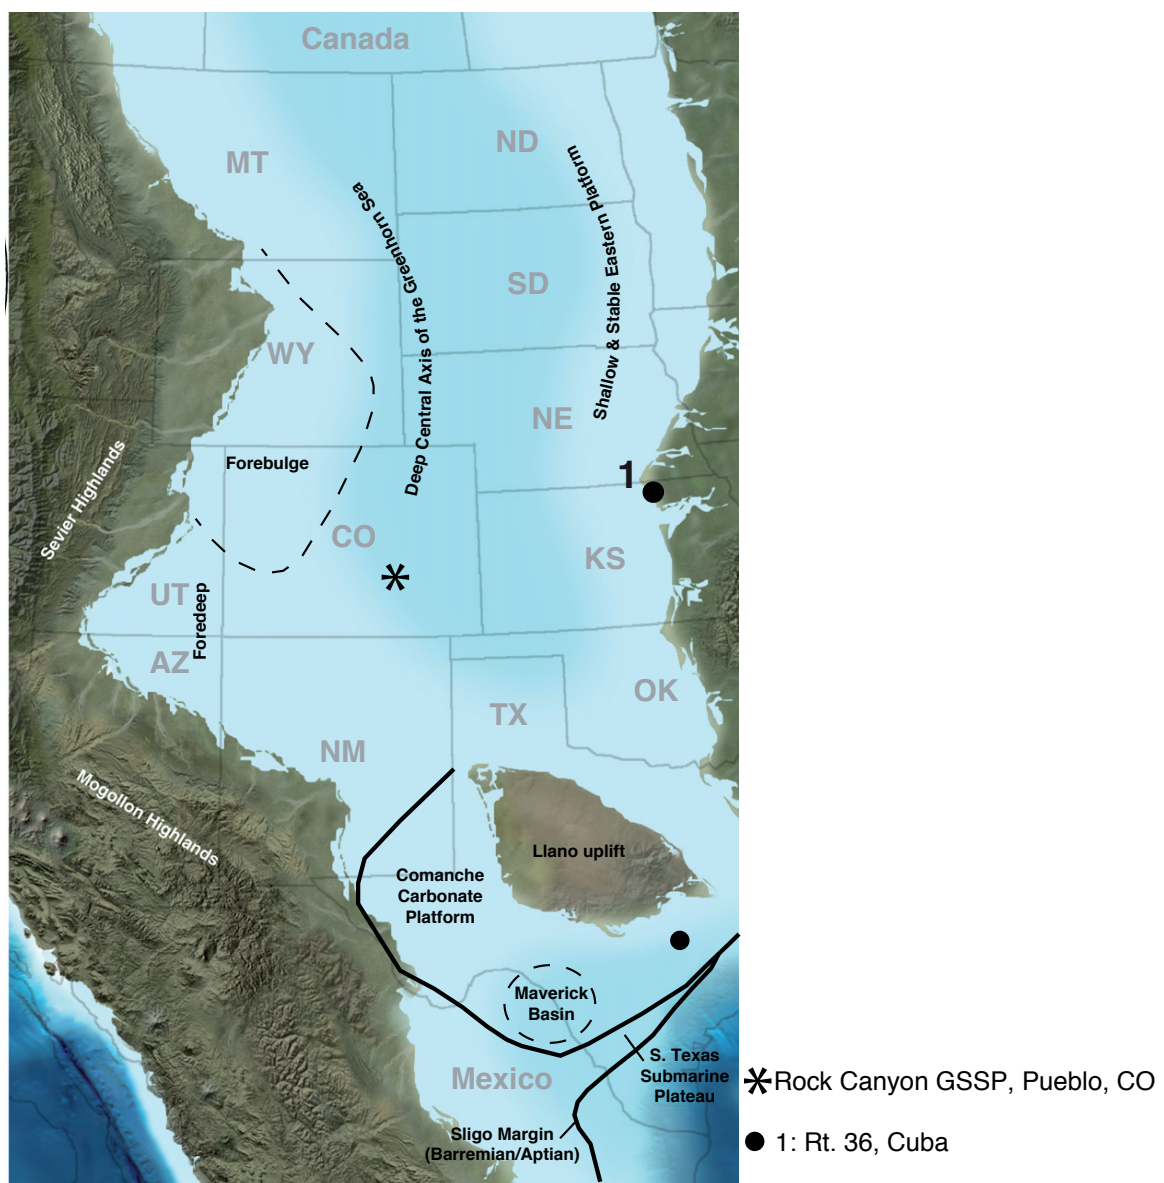 Canada
ND
MT
Shallow & Stable Eastern Platform
Deep Central Axis of the Greenhorn Sea
SD
WY
NE
Forebulge
1
Sevier Highlands
CO
KS
UT
Foredeep
AZ
OK
TX
NM
Mogollon Highlands
Llano uplift
Comanche
Carbonate
Platform
Maverick
Basin
S. Texas
Submarine
Plateau
Mexico
Sligo Margin
(Barremian/Aptian)
Rock Canyon GSSP, Pueblo, CO
1: Rt. 36, Cuba